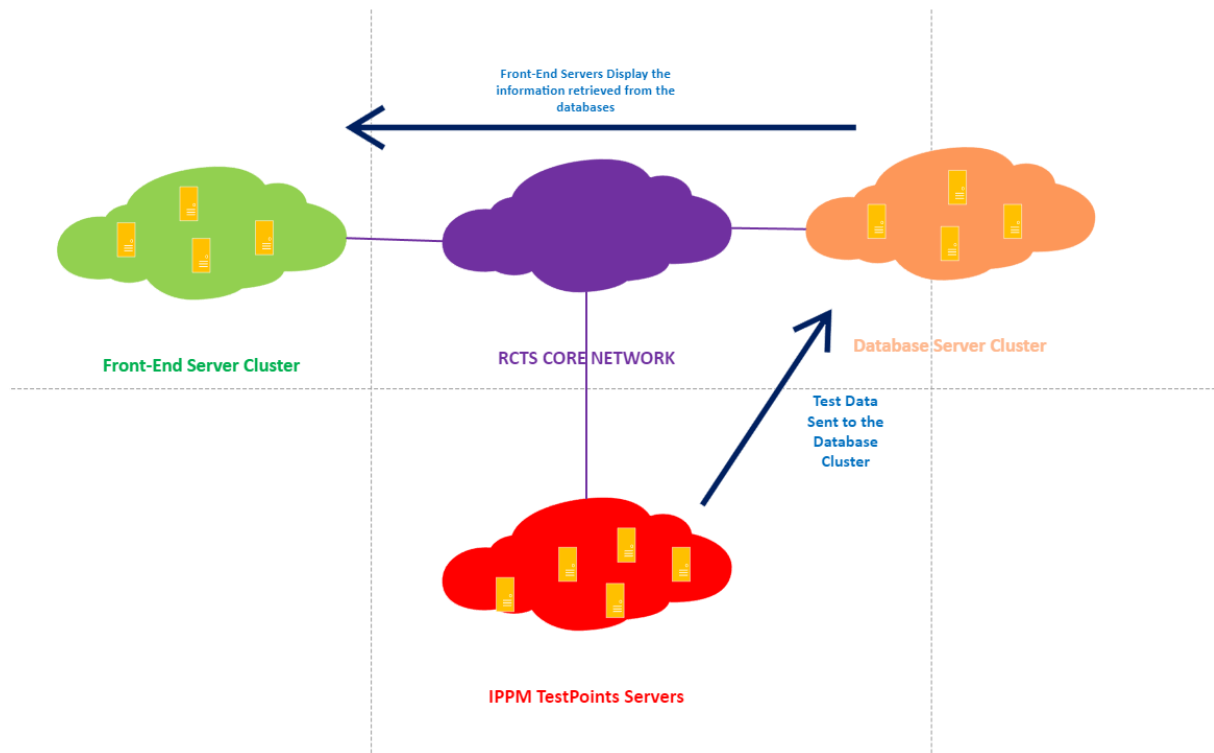 Front-End Servers Display the
information retrieved from the
databases
Front-End Server Cluster
RCTS CORE NETWORK
Database Server Cluster
Test Data
Sent to the
Database
Cluster
IPPM TestPoints Servers